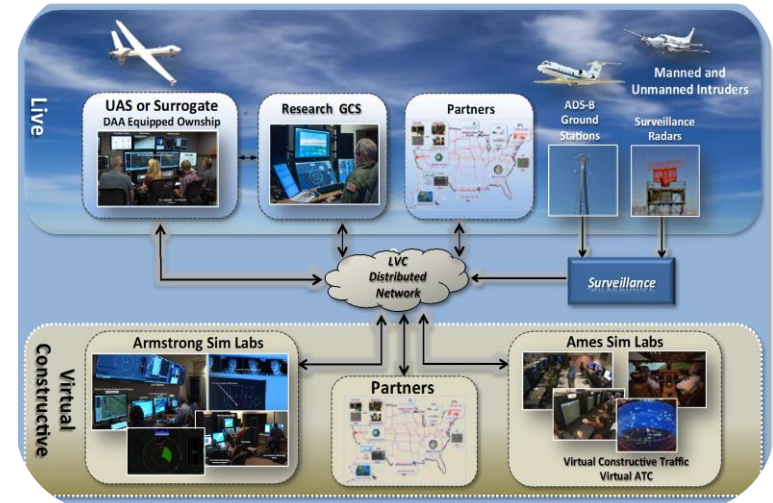 Live
UAS or Surrogate
DAA Equipped Ownship
Research GCS
Partners
ADS-B
Ground
Stations
Manned and
Unmanned Intruders
Surveillance
Radars
LVC
Distributed
Network
Surveillance
Virtual
Constructive
Armstrong Sim Labs
Partners
Ames Sim Labs
Virtual Constructive Traffic
Virtual ATC